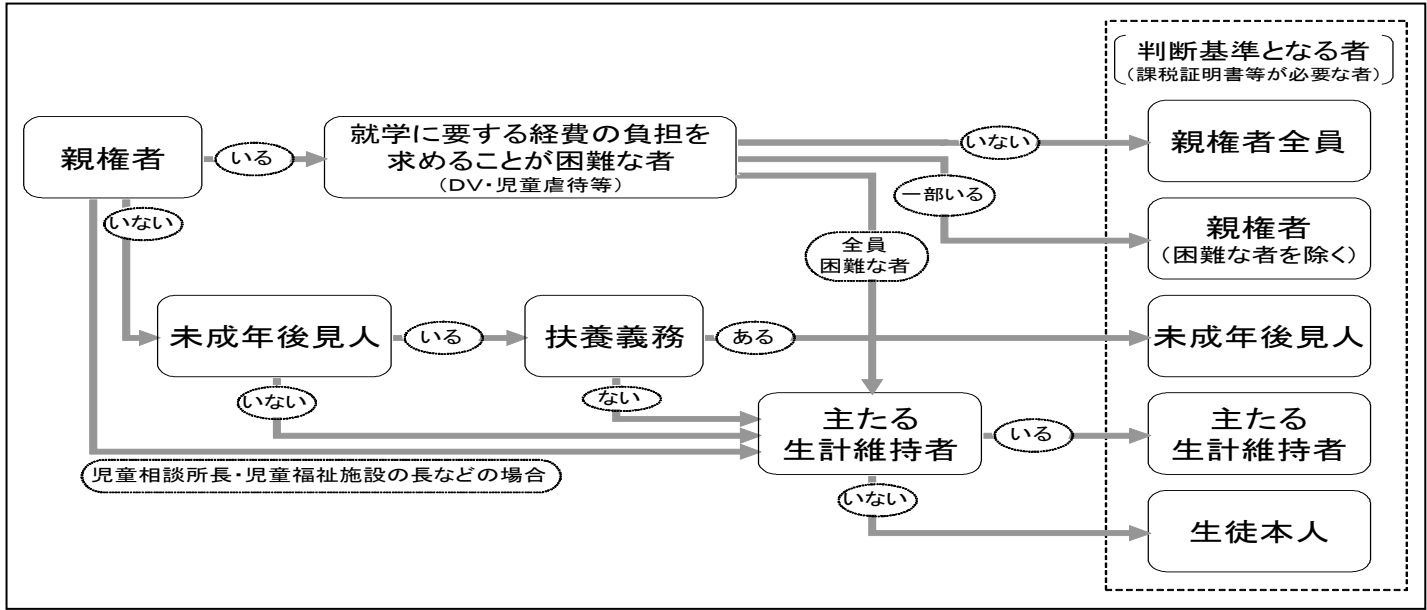 判断基準となる者
(課税証明書等が必要な者)
親権者
いる
就学に要する経費の負担を
求めることが困難な者
(DV・児童虐待等)
いない
親権者全員
一部いる
親権者
(困難な者を除く)
全員
困難な者
いない
未成年後見人
いる
扶養義務
ある
未成年後見人
いない
ない
主たる
生計維持者
いる
主たる
生計維持者
児童相談所長・児童福祉施設の長などの場合
いない
生徒本人